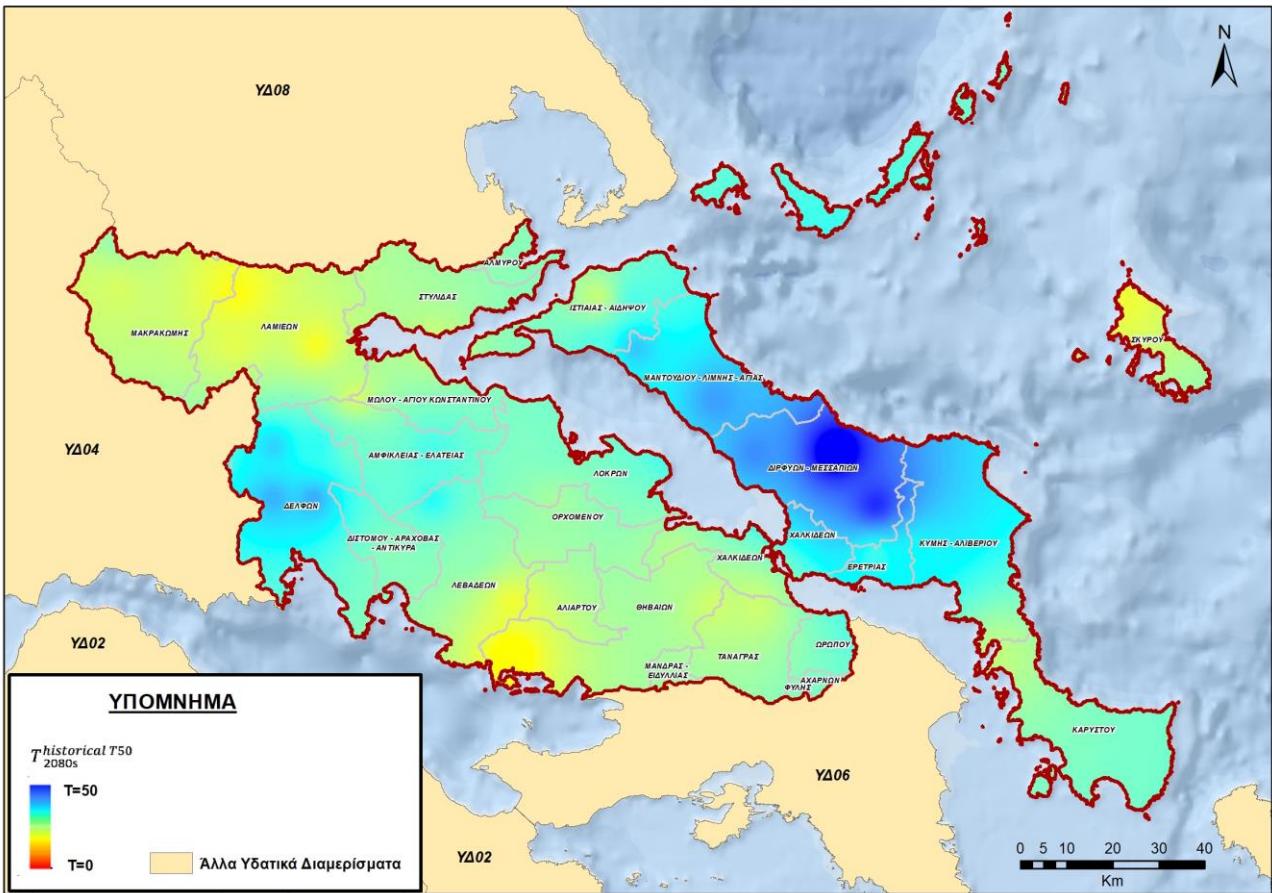 N
ΥΔ08
ΑΛΜΥΡΟΥ
ΣΤΥΛΙΔΑΣ
ΙΣΤΙΑΙΑΣ - ΑΙΔΗΨΟΥ
ΜΑΚΡΑΚΩΜΗΣ
ΛΑΜΙΕΩΝ
ΣΚΥΡΟΥ
ΜΑΝΤΟΥΔΙΟΥ - ΛΙΜΝΗΣ - ΑΓΙΑΣ
ΜΩΛΟΥ - ΑΓΙΟΥ ΚΩΝΣΤΑΝΤΙΝΟΥ
ΥΔ04
ΑΜΦΙΚΛΕΙΑΣ - ΕΛΑΤΕΙΑΣ
ΛΟΚΡΩΝ
ΔΙΡΦΥΩΝ - ΜΕΣΣΑΠΙΩΝ
ΔΕΛΦΩΝ
ΟΡΧΟΜΕΝΟΥ
ΔΙΣΤΟΜΟΥ - ΑΡΑΧΟΒΑΣ
- ΑΝΤΙΚΥΡΑ
ΧΑΛΚΙΔΕΩΝ
ΚΥΜΗΣ - ΑΛΙΒΕΡΙΟΥ
ΧΑΛΚΙΔΕΩΝ
ΕΡΕΤΡΙΑΣ
ΛΕΒΑΔΕΩΝ
ΑΛΙΑΡΤΟΥ
ΘΗΒΑΙΩΝ
ΥΔ02
ΩΡΩΠΟΥ
ΤΑΝΑΓΡΑΣ
ΜΑΝΔΡΑΣ -
ΕΙΔΥΛΛΙΑΣ
ΑΧΑΡΝΩΝ
ΦΥΛΗΣ
ΚΑΡΥΣΤΟΥ
ΥΔ06
ΥΔ02
ΥΠΟΜΝΗΜΑ
T historical T50
2080s
T=50
T=0
Άλλα Υδατικά Διαμερίσματα
0 5 10 20 30 40
Km